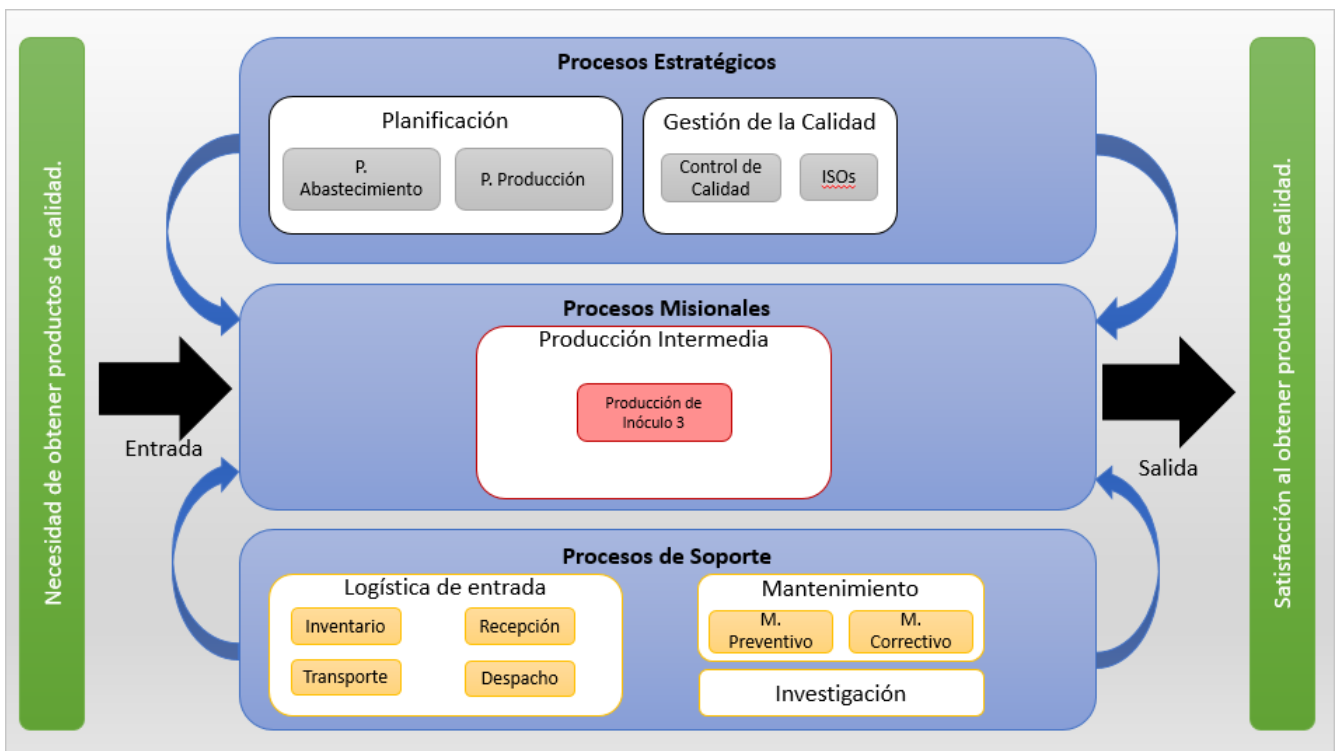 Necesidad de obtener productos de calidad.
Procesos Estratégicos
Planificación
P.
Abastecimiento
P. Producción
Gestión de la Calidad
Control de
Calidad
ISOs
Procesos Misionales
Producción Intermedia
Producción de
Inóculo 3
Entrada
Salida
Procesos de Soporte
Logística de entrada
Inventario
Recepción
Transporte
Despacho
Mantenimiento
M.
Preventivo
M.
Correctivo
Investigación
Satisfacción al obtener productos de calidad.